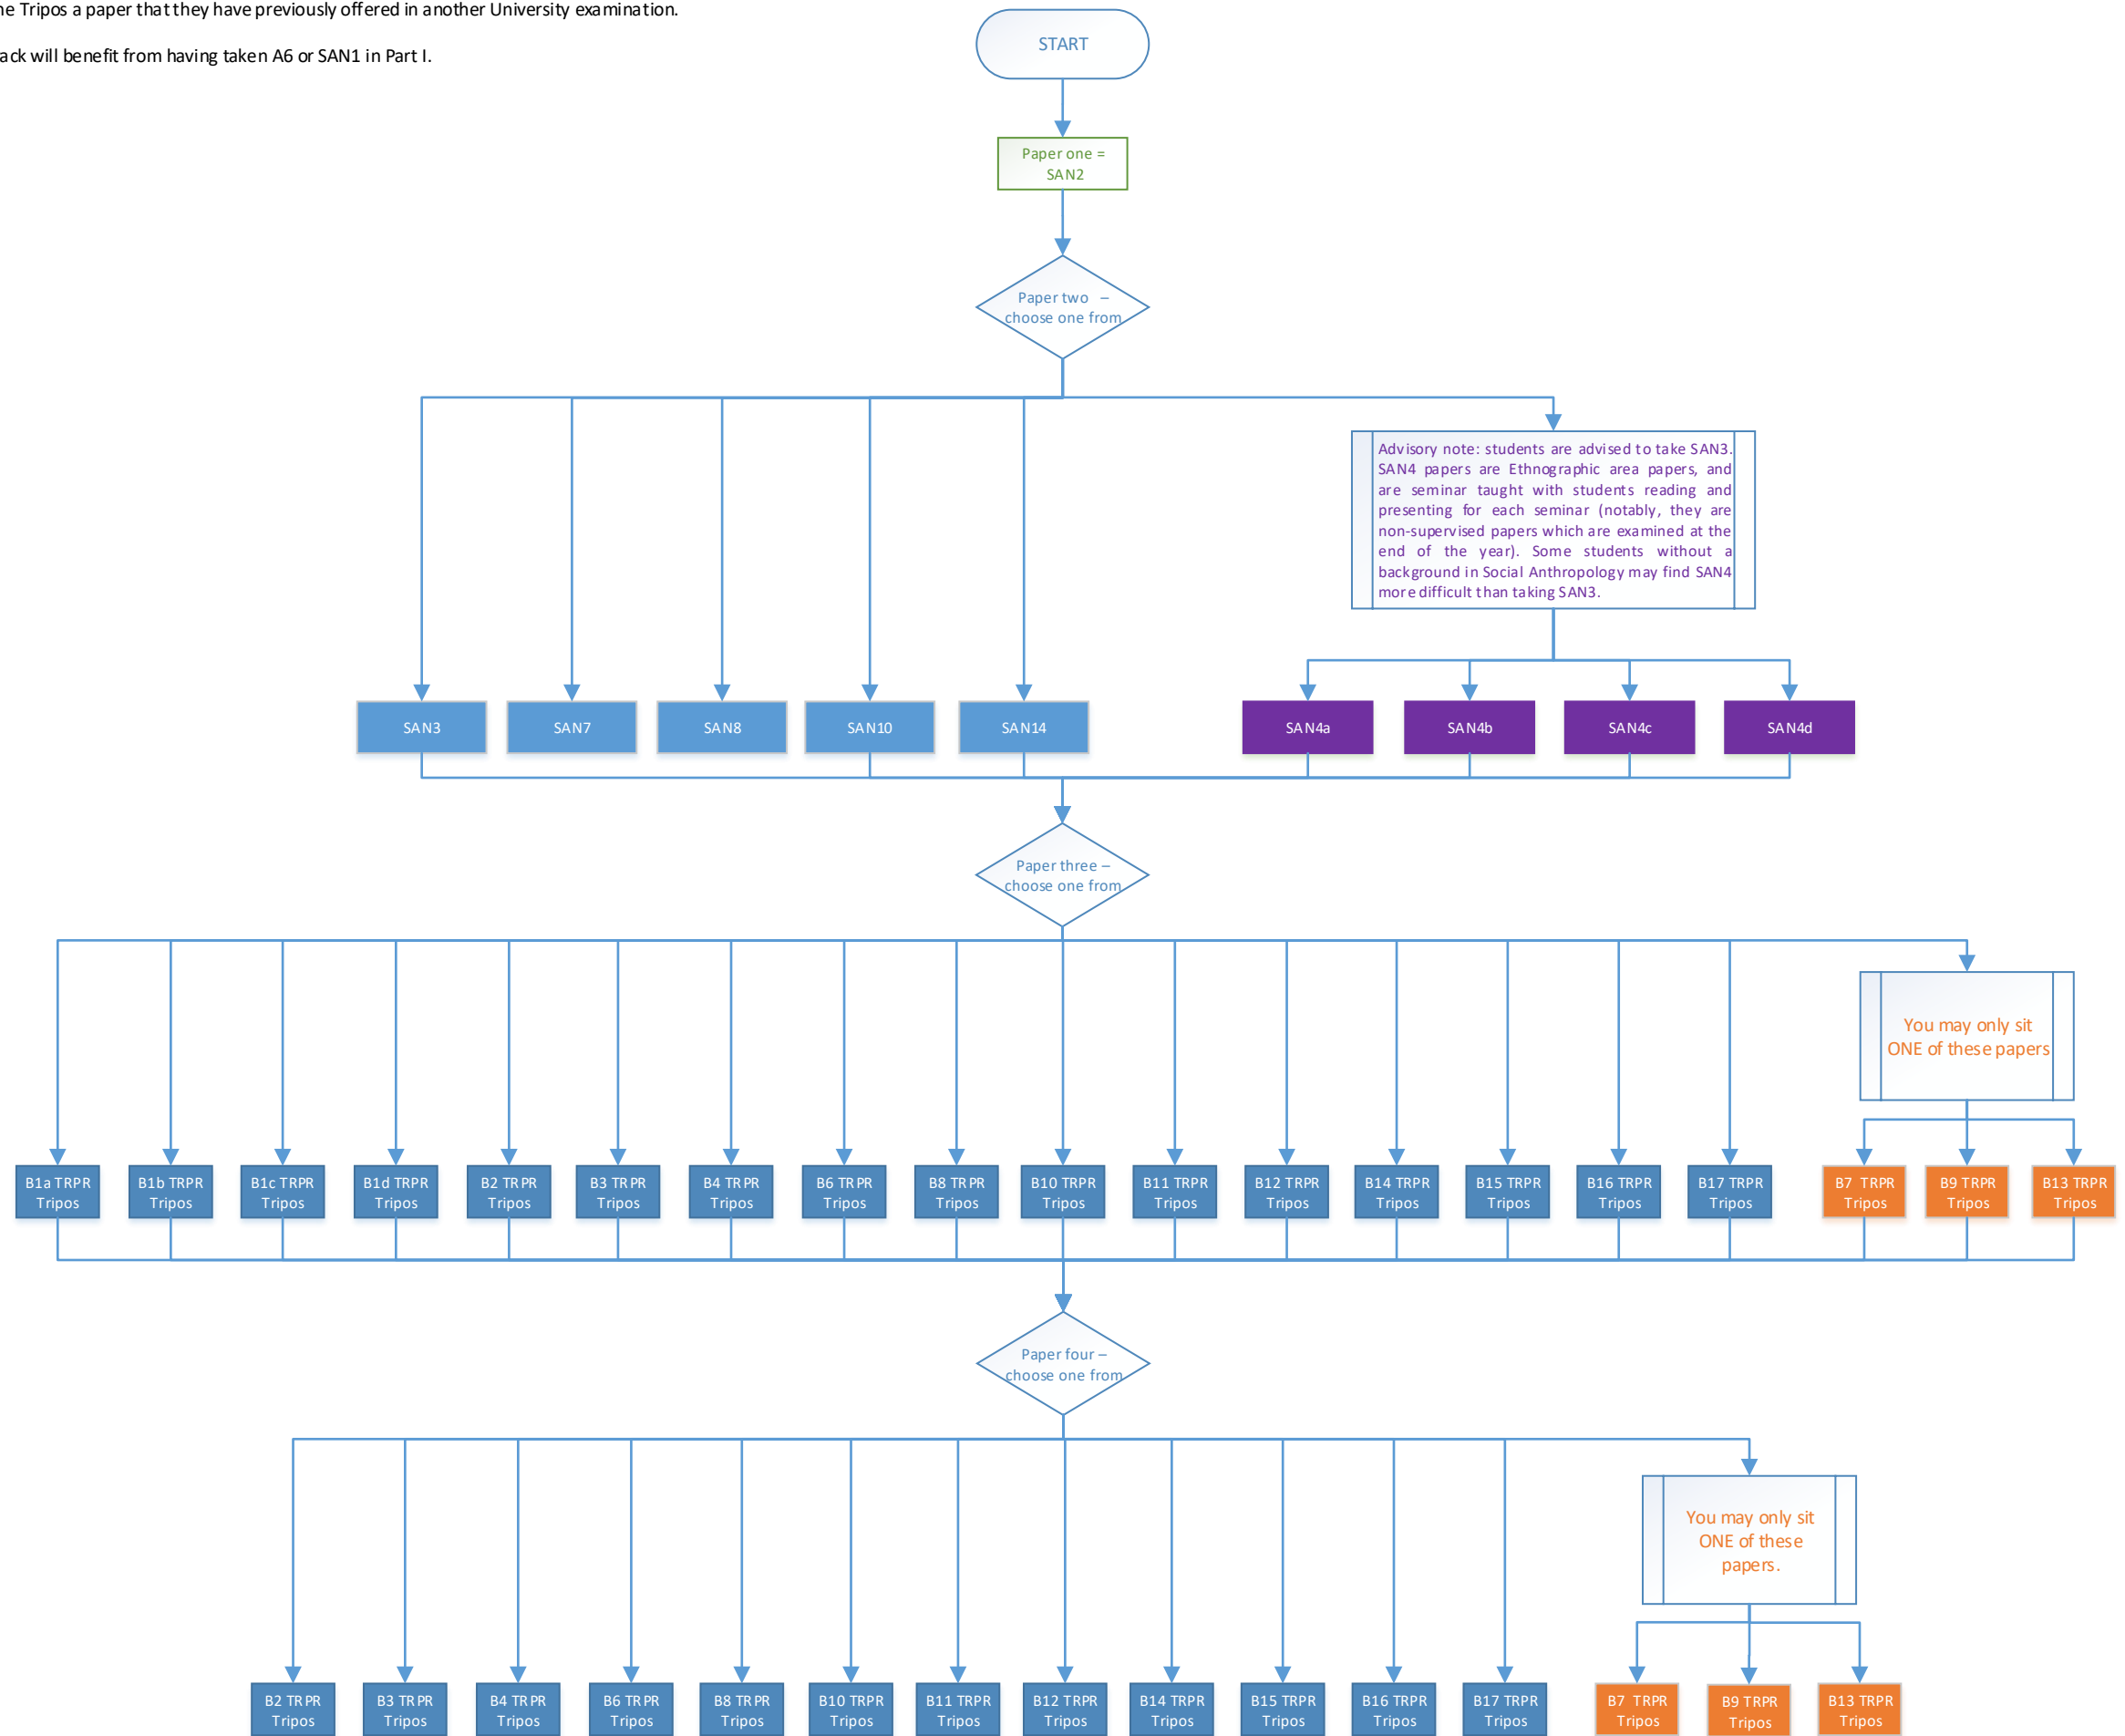 ne Tripos a paper that they have previously offered in another University examination.
ack will benefit from having taken A6 or SAN1 in Part I.
START
Paper one =
SAN2
Paper two –
choose one from
Advisory note: students are advised to take SAN3.
SAN4 papers are Ethnographic area papers, and
are seminar taught with students reading and
presenting for each seminar (notably, they are
non-supervised papers which are examined at the
end of the year). Some students without a
background in Social Anthropology may find SAN4
more difficult than taking SAN3.
SAN3
SAN7
SAN8
SAN10
SAN14
SAN4a
SAN4b
SAN4c
SAN4d
Paper three –
choose one from
You may only sit
ONE of these papers
B1a TRPR
Tripos
B1b TRPR
Tripos
B1c TRPR
Tripos
B1d TRPR
Tripos
B2 TRPR
Tripos
B3 TRPR
Tripos
B4 TRPR
Tripos
B6 TRPR
Tripos
B8 TRPR
Tripos
B10 TRPR
Tripos
B11 TRPR
Tripos
B12 TRPR
Tripos
B14 TRPR
Tripos
B15 TRPR
Tripos
B16 TRPR
Tripos
B17 TRPR
Tripos
B7 TRPR
Tripos
B9 TRPR
Tripos
B13 TRPR
Tripos
Paper four –
choose one from
You may only sit
ONE of these
papers.
B2 TRPR
Tripos
B3 TRPR
Tripos
B4 TRPR
Tripos
B6 TRPR
Tripos
B8 TRPR
Tripos
B10 TRPR
Tripos
B11 TRPR
Tripos
B12 TRPR
Tripos
B14 TRPR
Tripos
B15 TRPR
Tripos
B16 TRPR
Tripos
B17 TRPR
Tripos
B7 TRPR
Tripos
B9 TRPR
Tripos
B13 TRPR
Tripos